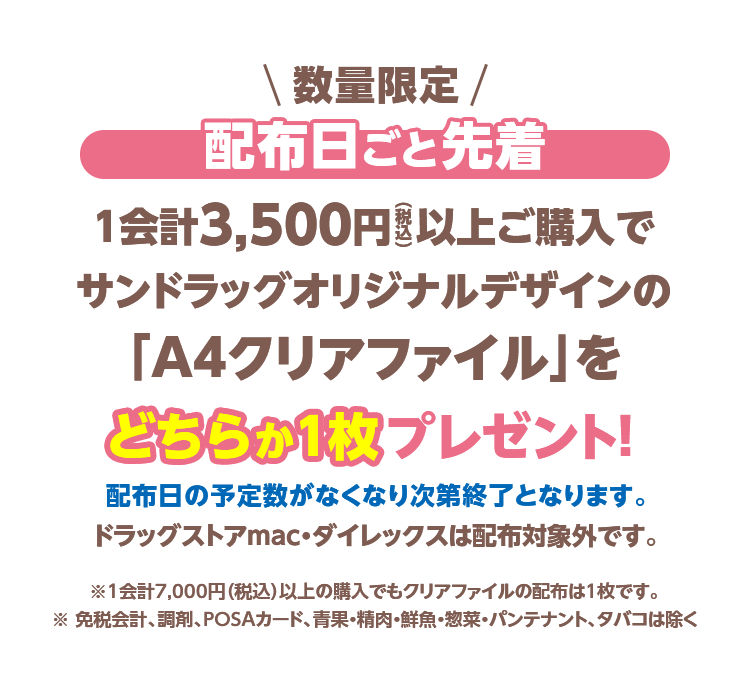 \ 数量限定 /
配布日ごと先着
1会計3,500円(税込)以上ご購入で
サンドラッグオリジナルデザインの
「A4クリアファイル」を
どちらか1枚プレゼント!
配布日の予定数がなくなり次第終了となります。
ドラッグストアmac・ダイレックスは配布対象外です。
※1会計7,000円(税込)以上の購入でもクリアファイルの配布は1枚です。
※ 免税会計、調剤、POSAカード、青果・精肉・鮮魚・惣菜・パンテナント、タバコは除く